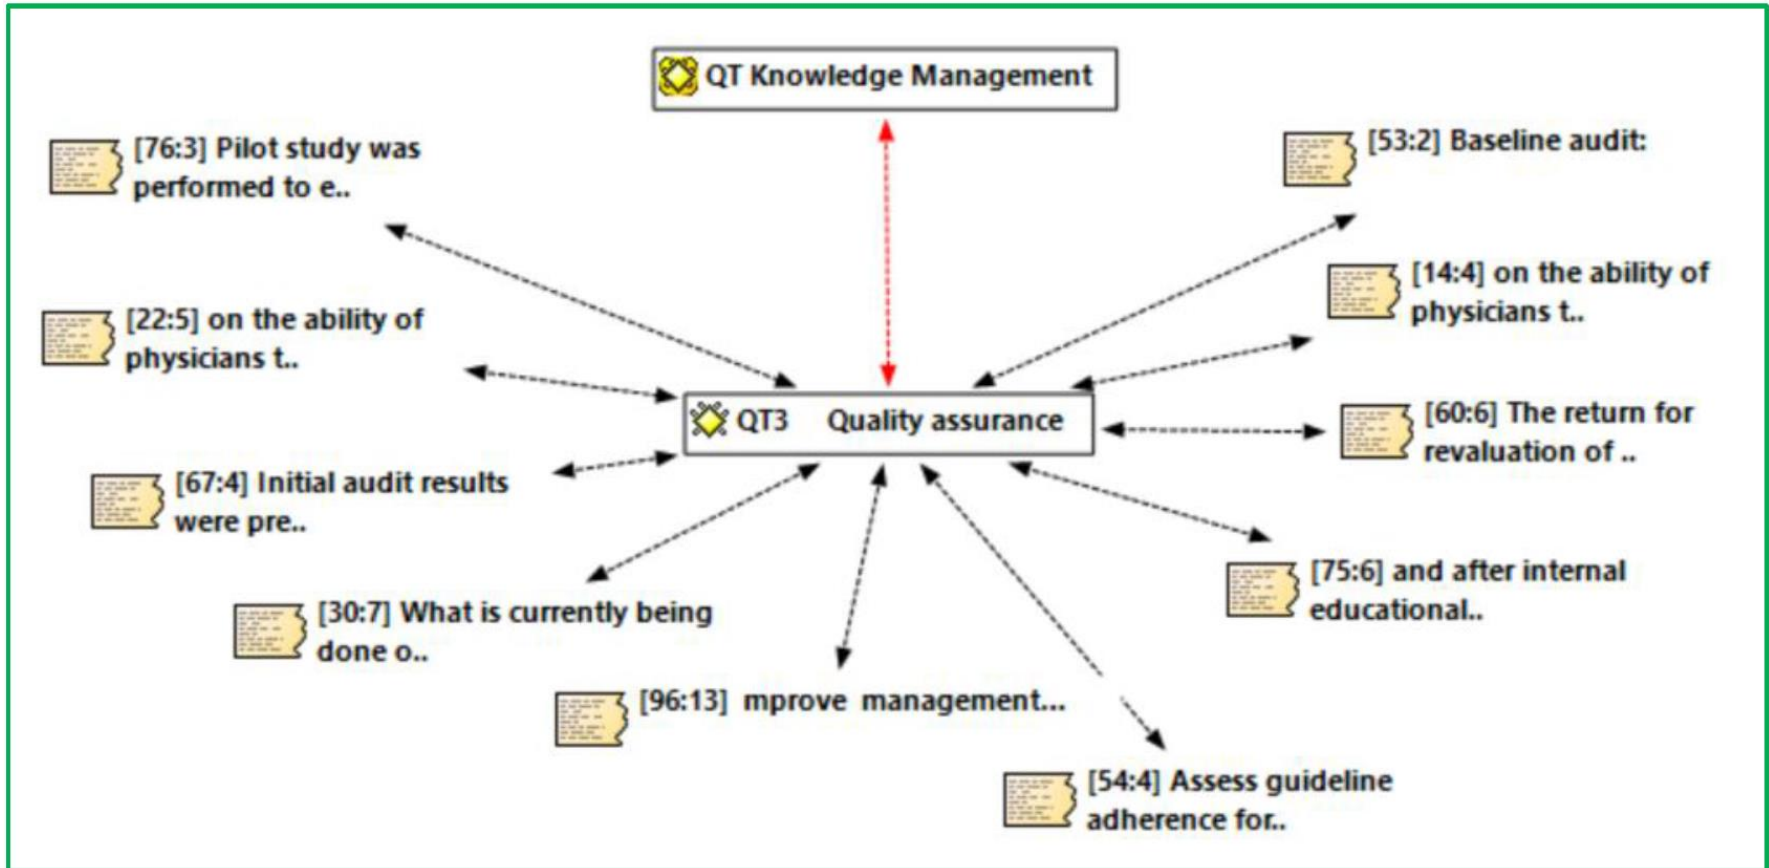 QT Knowledge Management
[76:3] Pilot study was
performed to e..
[53:2] Baseline audit:
[22:5] on the ability of
physicians t..
[14:4] on the ability of
physicians t..
QT3 Quality assurance
[60:6] The return for
revaluation of ..
[67:4] Initial audit results
were pre..
[75:6] and after internal
educational..
[30:7] What is currently being
done o..
[96:13] mprove management...
[54:4] Assess guideline
adherence for..